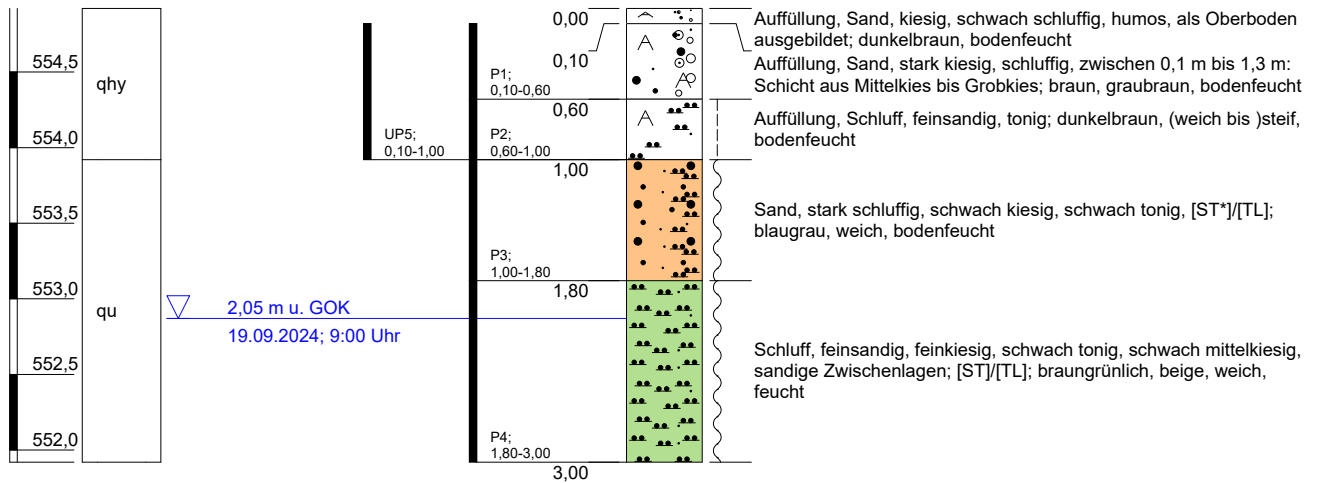 0,00
Auffüllung, Sand, kiesig, schwach schluffig, humos, als Oberboden
ausgebildet; dunkelbraun, bodenfeucht
554,5
qhy
P1;
0,10-0,60
0,10
Auffüllung, Sand, stark kiesig, schluffig, zwischen 0,1 m bis 1,3 m:
Schicht aus Mittelkies bis Grobkies; braun, graubraun, bodenfeucht
0,60
554,0
UP5;
0,10-1,00
P2;
0,60-1,00
Auffüllung, Schluff, feinsandig, tonig; dunkelbraun, (weich bis )steif,
bodenfeucht
1,00
553,5
Sand, stark schluffig, schwach kiesig, schwach tonig, [ST*]/[TL];
blaugrau, weich, bodenfeucht
P3;
1,00-1,80
553,0
1,80
qu
2,05 m u. GOK
19.09.2024; 9:00 Uhr
552,5
Schluff, feinsandig, feinkiesig, schwach tonig, schwach mittelkiesig,
sandige Zwischenlagen; [ST]/[TL]; braungrünlich, beige, weich,
feucht
552,0
P4;
1,80-3,00
3,00